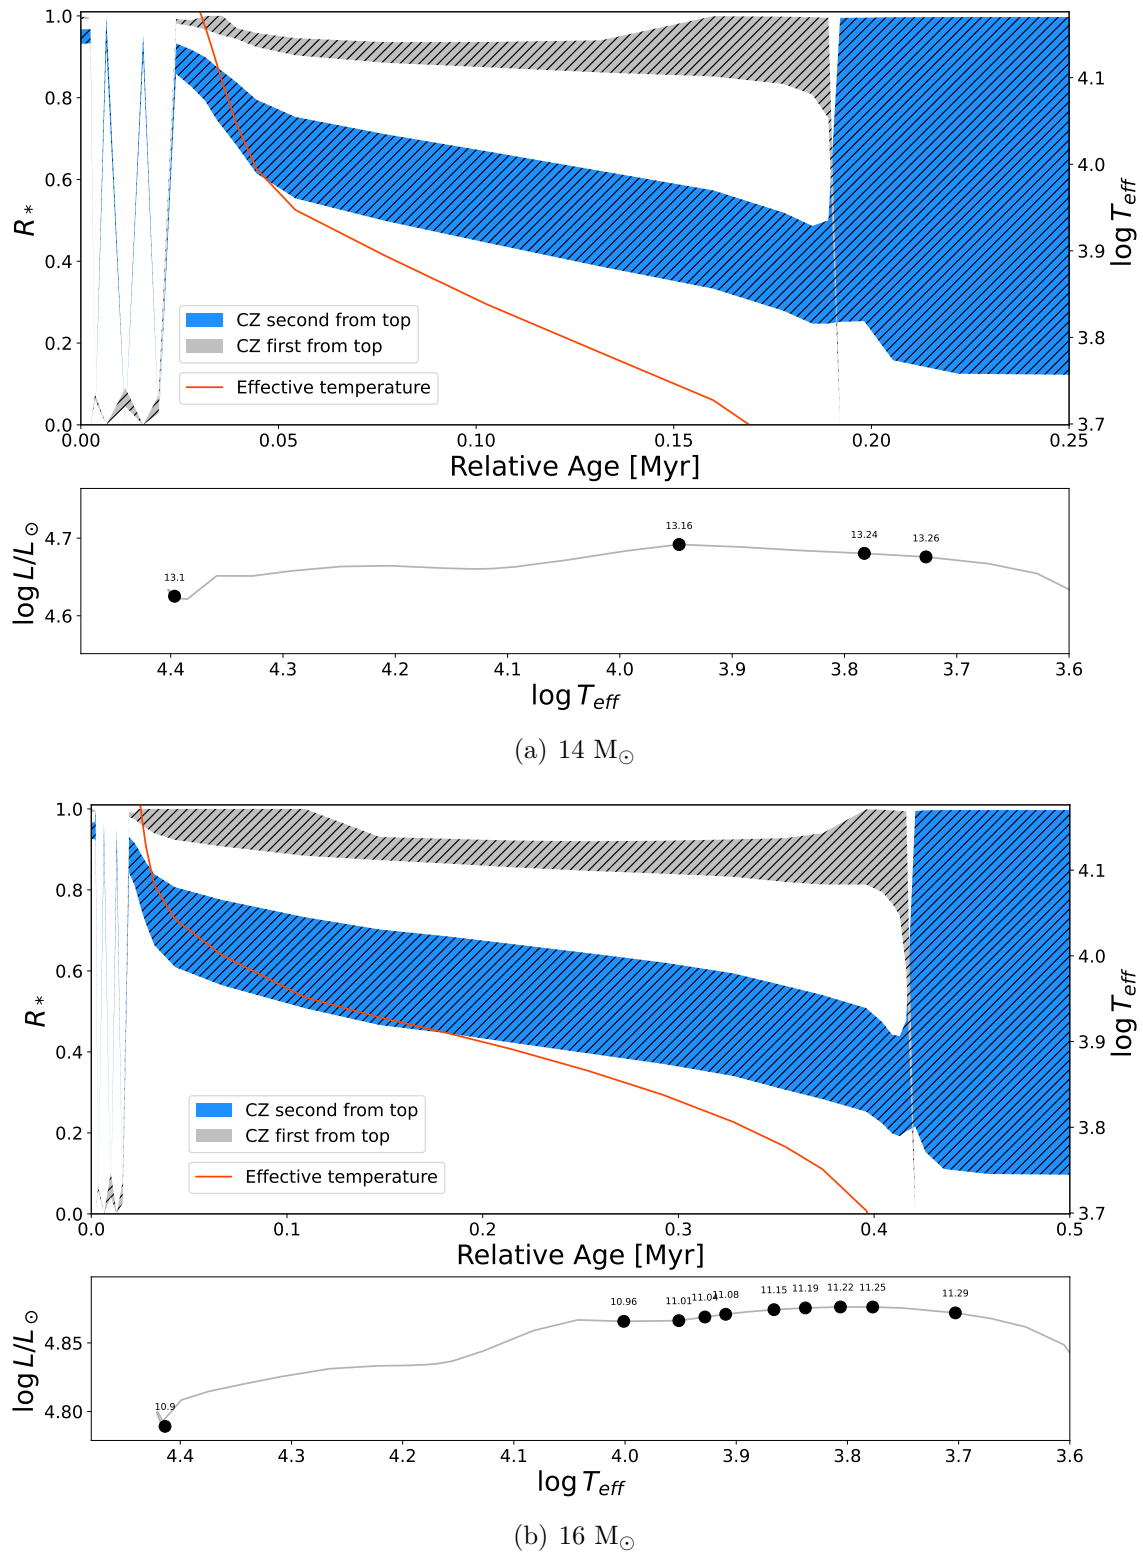 1.0
0.8
0.6
0.4
0.2
0.0
R*
4.1
4.0
3.9
3.8
3.7
log T_eff
CZ second from top
CZ first from top
Effective temperature
0.00 0.05 0.10 0.15 0.20 0.25
Relative Age [Myr]
4.7
4.6
log L/L⊙
13.1 13.16 13.24 13.26
4.4 4.3 4.2 4.1 4.0 3.9 3.8 3.7 3.6
log T_eff
(a) 14 M⊙
1.0
0.8
0.6
0.4
0.2
0.0
R*
4.1
4.0
3.9
3.8
3.7
log T_eff
CZ second from top
CZ first from top
Effective temperature
0.0 0.1 0.2 0.3 0.4 0.5
Relative Age [Myr]
4.85
4.80
log L/L⊙
10.9 10.96 11.01 11.04 11.08 11.15 11.19 11.22 11.25 11.29
4.4 4.3 4.2 4.1 4.0 3.9 3.8 3.7 3.6
log T_eff
(b) 16 M⊙